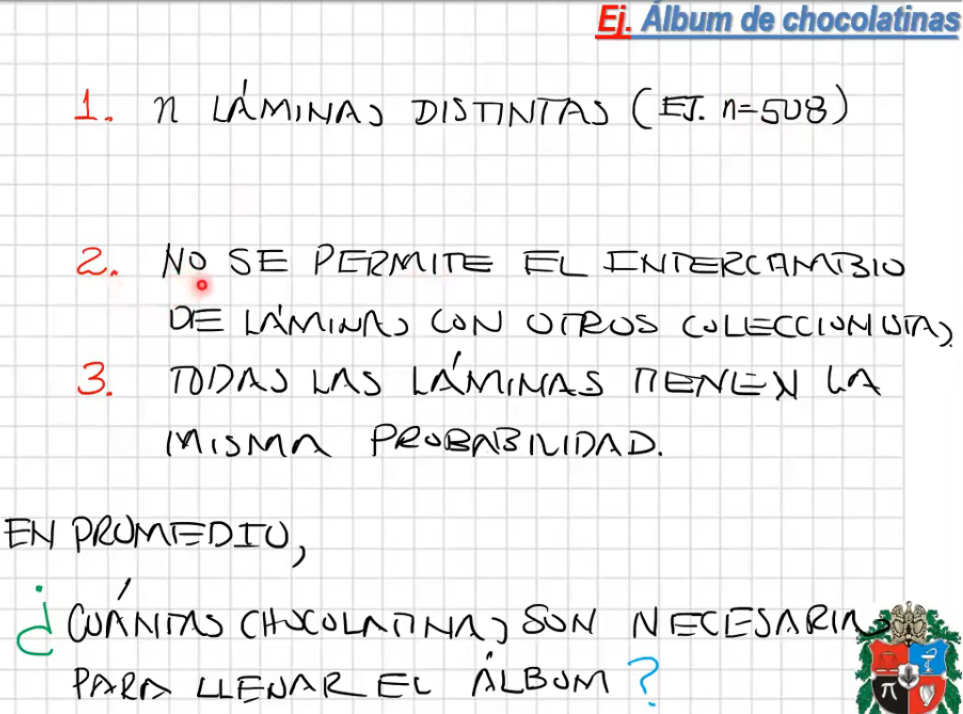 Ej. Álbum de chocolatinas
1. n LÁMINAS DISTINTAS (EJ. n=508)
2. NO SE PERMITE EL INTERCAMBIO
DE LÁMINAS CON OTROS COLECCIONISTAS
3. TODAS LAS LÁMINAS TIENEN LA
MISMA PROBABILIDAD.
EN PROMEDIO,
¿CUÁNTAS CHOCOLATINAS SON NECESARIAS
PARA LLENAR EL ÁLBUM?
π